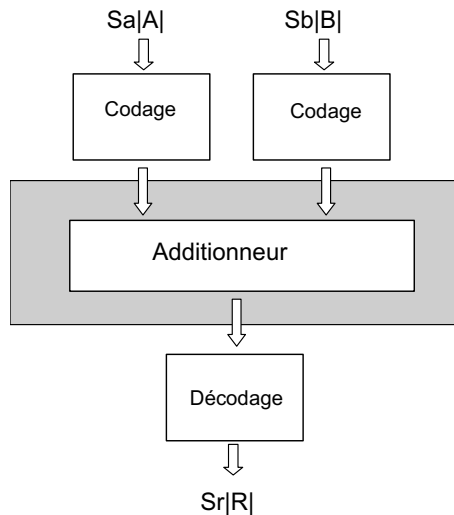 Sa|A| Sb|B|
Codage Codage
Additionneur
Décodage
Sr|R|